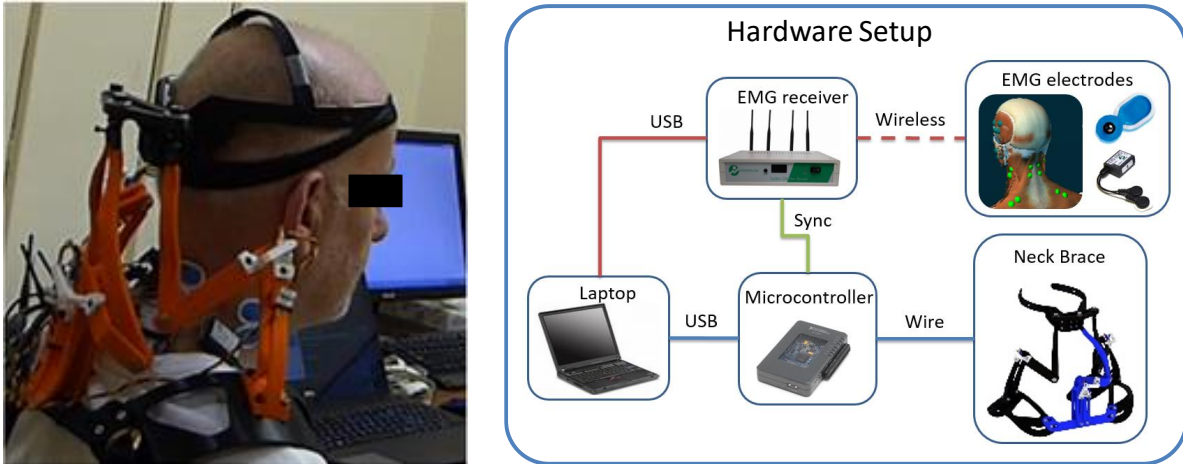 Hardware Setup
EMG receiver
EMG electrodes
USB
Wireless
Sync
Neck Brace
Laptop
Microcontroller
USB
Wire